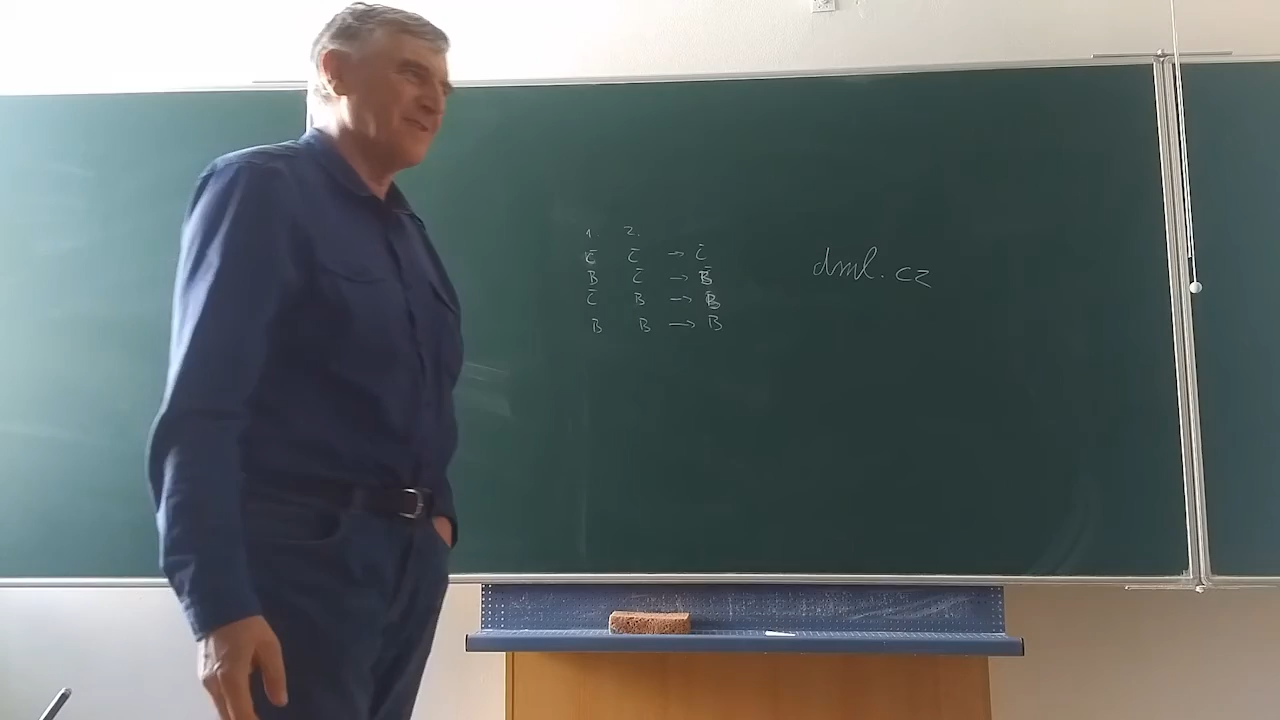 1. 2.
Č Č → Č
B Č → B
Č B → B
B B → B
dml.cz